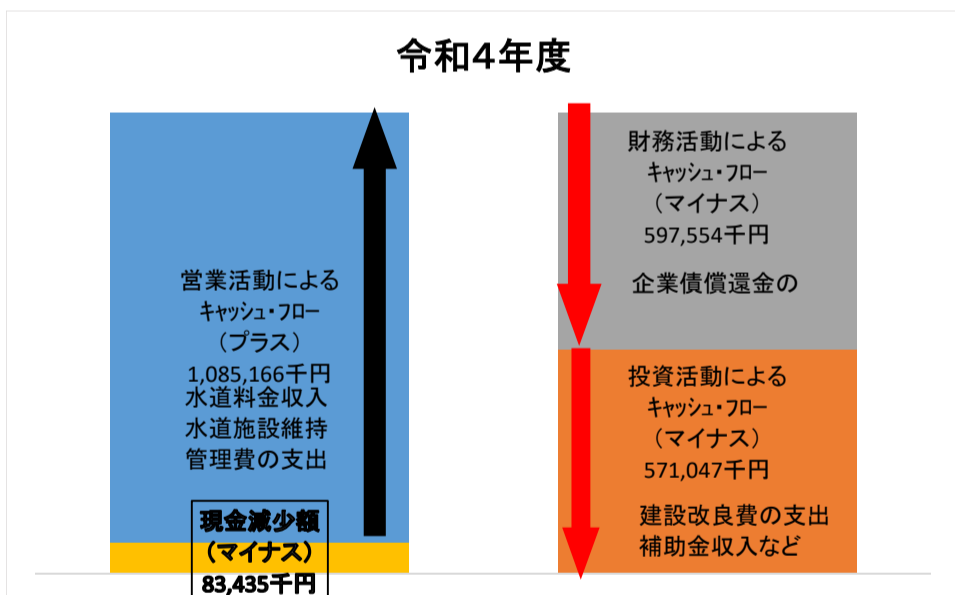 令和4年度
営業活動による
キャッシュ・フロー
（プラス）
1,085,166千円
水道料金収入
水道施設維持
管理費の支出
現金減少額
（マイナス）
83,435千円
財務活動による
キャッシュ・フロー
（マイナス）
597,554千円
企業債償還金の
投資活動による
キャッシュ・フロー
（マイナス）
571,047千円
建設改良費の支出
補助金収入など